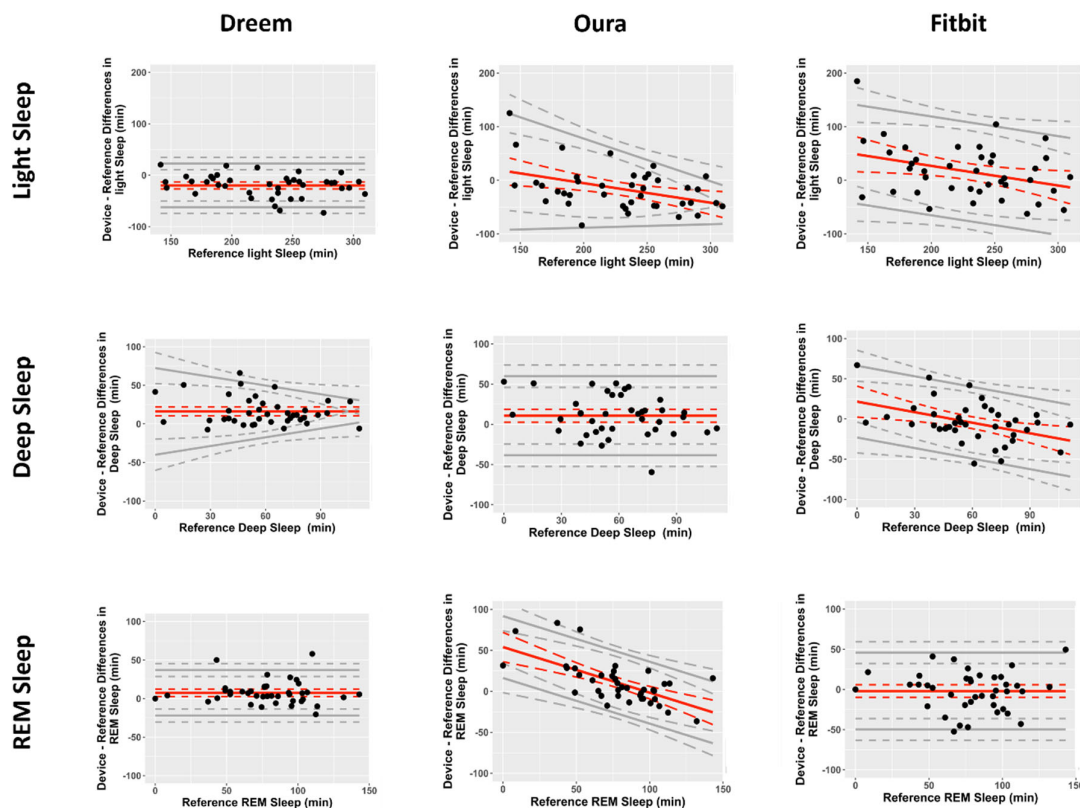 Dreem
Oura
Fitbit
Light Sleep
Device - Reference Differences in
light Sleep (min)
200
100
0
-100
150
200
250
300
Reference light Sleep (min)
Device - Reference Differences in
light Sleep (min)
200
100
0
-100
150
200
250
300
Reference light Sleep (min)
Device - Reference Differences in
light Sleep (min)
200
100
0
-100
150
200
250
300
Reference light Sleep (min)
Deep Sleep
Device - Reference Differences in
Deep Sleep (min)
100
50
0
-50
-100
0
30
60
90
Reference Deep Sleep (min)
Device - Reference Differences in
Deep Sleep (min)
100
50
0
-50
-100
0
30
60
90
Reference Deep Sleep (min)
Device - Reference Differences in
Deep Sleep (min)
100
50
0
-50
-100
0
30
60
90
Reference Deep Sleep (min)
REM Sleep
Device - Reference Differences in
REM Sleep (min)
100
50
0
-50
-100
0
50
100
150
Reference REM Sleep (min)
Device - Reference Differences in
REM Sleep (min)
100
50
0
-50
-100
0
50
100
150
Reference REM Sleep (min)
Device - Reference Differences in
REM Sleep (min)
100
50
0
-50
-100
0
50
100
150
Reference REM Sleep (min)